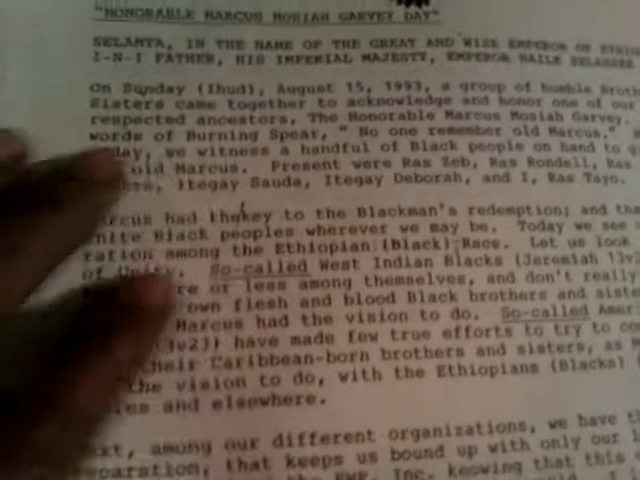 "HONORABLE MARCUS MOSIAH GARVEY DAY"
SELAMTA, IN THE NAME OF THE GREAT AND WISE EMPEROR OF
I-N-I FATHER, HIS IMPERIAL MAJESTY, EMPEROR HAILE SELASSIE
On Sunday (Ihud), August 15, 1993, a group of humble
Sisters came together to acknowledge and honor one of our
respected ancestors, The Honorable Marcus Mosiah Garvey.
words of Burning Spear, " No one remember old Marcus."
we witness a handful of Black people on hand to
old Marcus. Present were Ras Zeb, Ras Rondell, Ras
Itegay Sauda, Itegay Deborah, and I, Ras Tayo.
had thekey to the Blackman's redemption; and
Black peoples wherever we may be. Today we see
among the Ethiopian (Black) Race. Let us look
of Unity. So-called West Indian Blacks (Jeremiah
or less among themselves, and don't really
own flesh and blood Black brothers and
Marcus had the vision to do. So-called
have made few true efforts to try to
their Caribbean-born brothers and sisters, as
the vision to do, with the Ethiopians (Blacks)
and elsewhere.
among our different organizations, we have
that keeps us bound up with only our
Inc. knowing that this